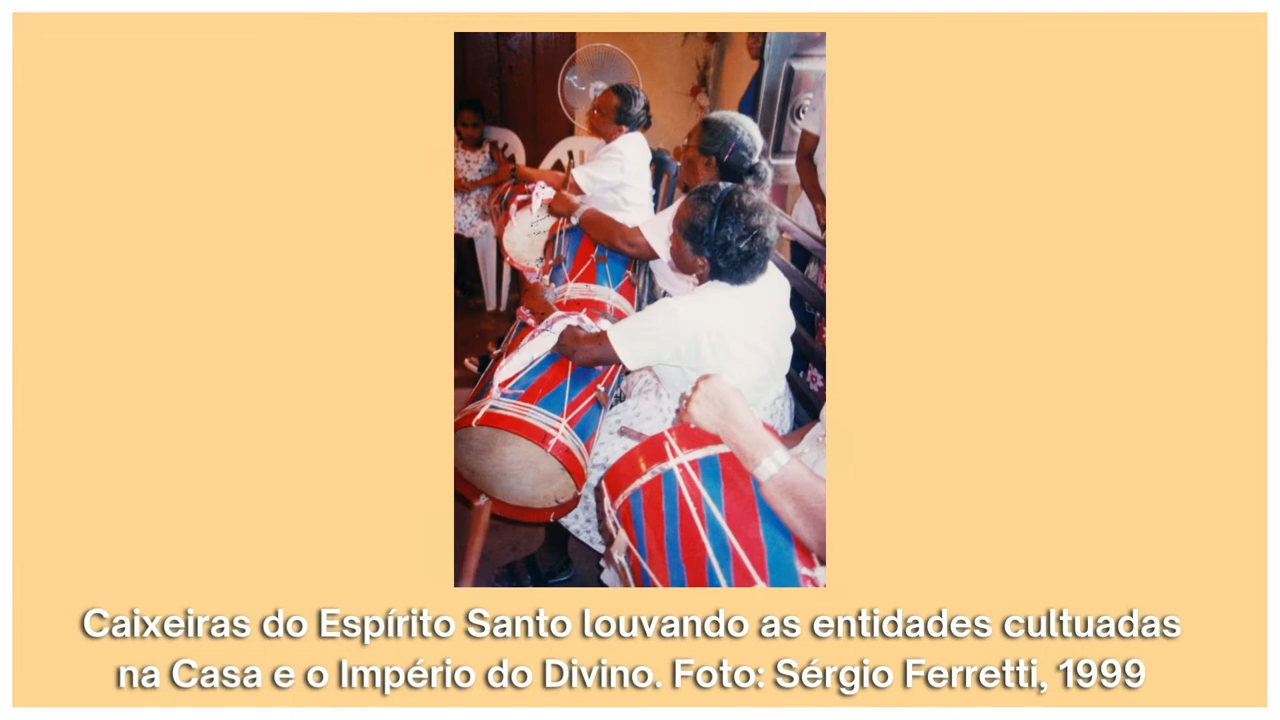 Caixeiras do Espírito Santo louvando as entidades cultuadas
na Casa e o Império do Divino. Foto: Sérgio Ferretti, 1999